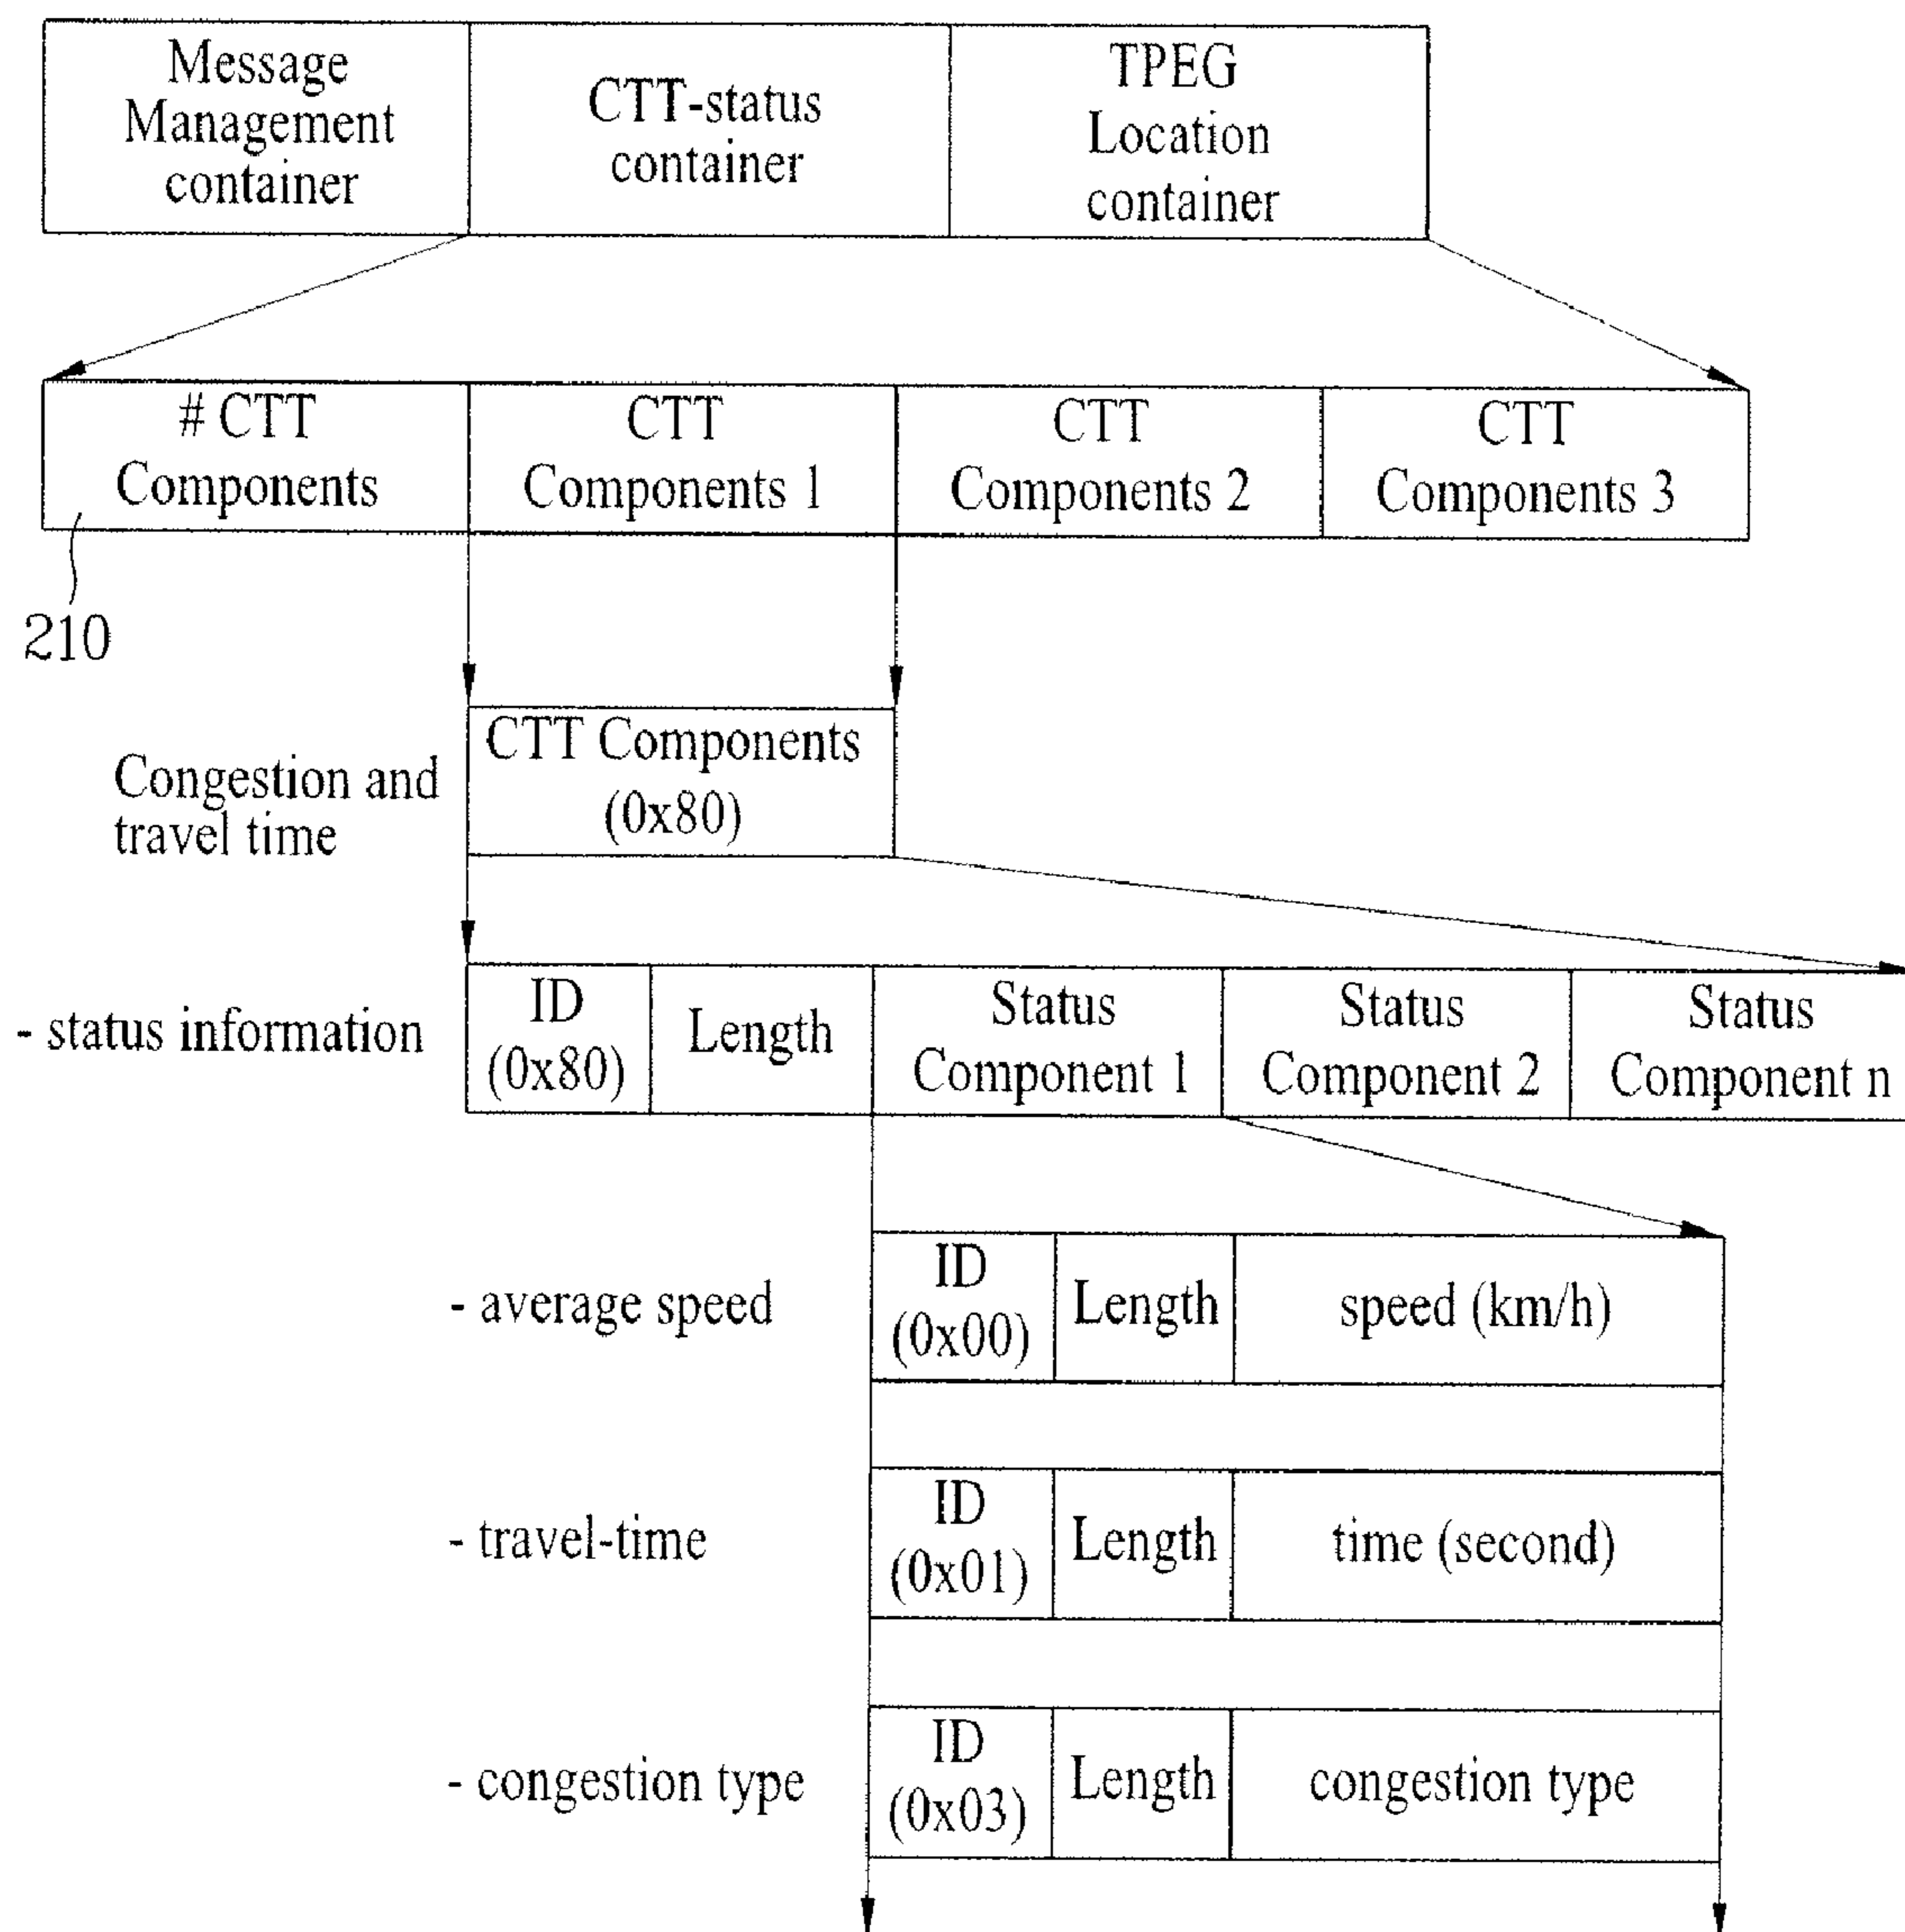 Message
Management
container
CTT-status
container
TPEG
Location
container
# CTT
Components
CTT
Components 1
CTT
Components 2
CTT
Components 3
210
Congestion and
travel time
CTT Components
(0x80)
- status information
ID
(0x80)
Length
Status
Component 1
Status
Component 2
Status
Component n
- average speed
ID
(0x00)
Length
speed (km/h)
- travel-time
ID
(0x01)
Length
time (second)
- congestion type
ID
(0x03)
Length
congestion type